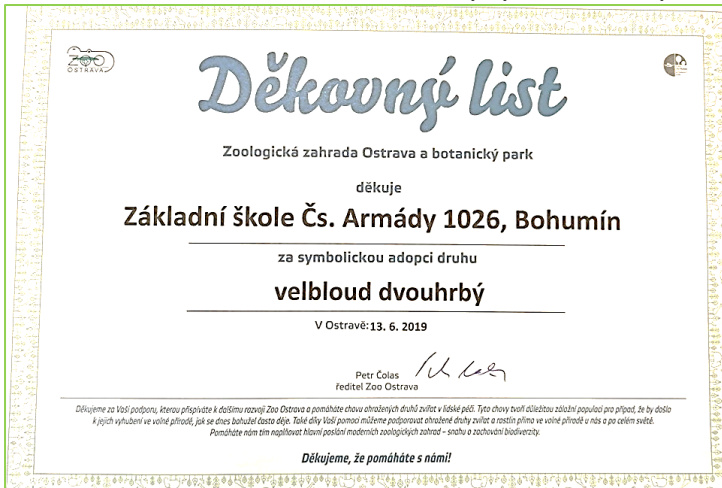 ZOO
OSTRAVA
Děkovný list
Zoologická zahrada Ostrava a botanický park
děkuje
Základní škole Čs. Armády 1026, Bohumín
za symbolickou adopci druhu
velbloud dvouhrbý
V Ostravě: 13. 6. 2019
Petr Čolas
ředitel Zoo Ostrava
Děkujeme za Vaší podporu, kterou přispíváte k dalšímu rozvoji Zoo Ostrava a pomáháte chovu ohrožených druhů zvířat v lidské péči. Tyto chovy tvoří důležitou záložní populaci pro případ, že by došlo
k jejich vyhubení ve volné přírodě, jak se dnes bohužel často děje. Také díky Vaší pomoci můžeme podporovat ohrožené druhy zvířat a rostlin přímo ve volné přírodě u nás a po celém světě.
Pomáháte nám tím naplňovat hlavní poslání moderních zoologických zahrad – snahu o zachování biodiverzity.
Děkujeme, že pomáháte s námi!